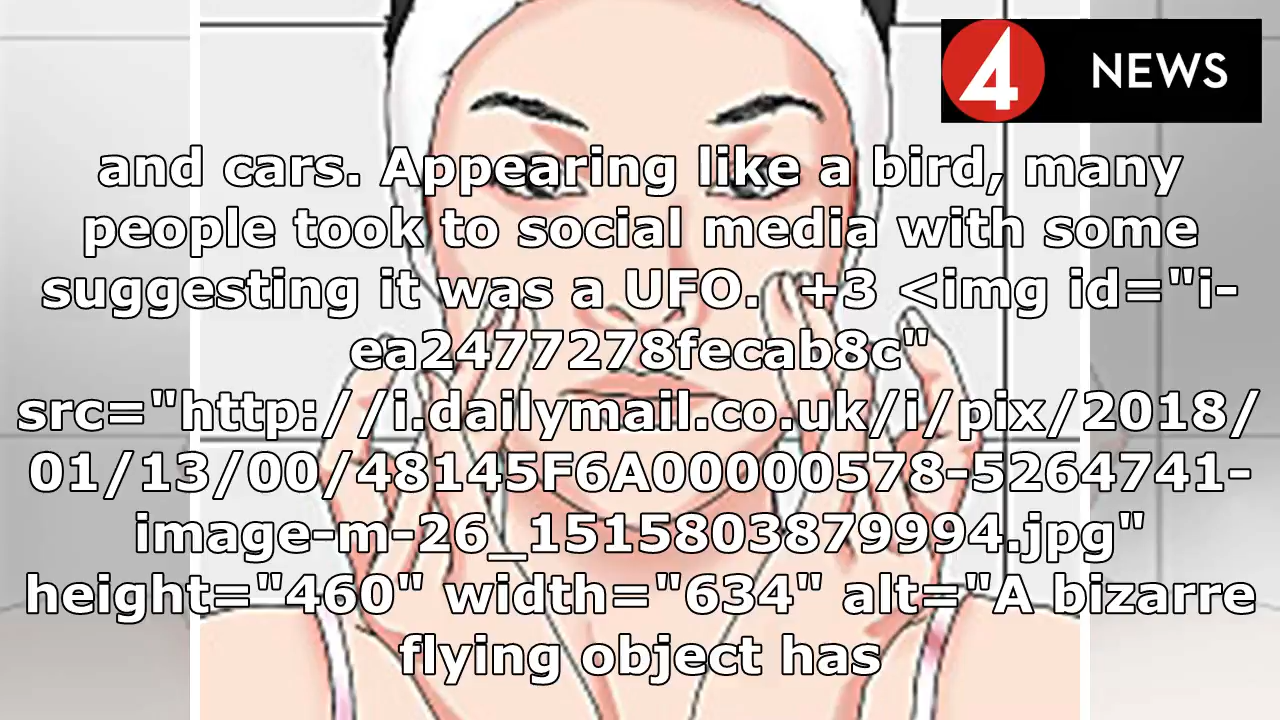 4 NEWS
and cars. Appearing like a bird, many
people took to social media with some
suggesting it was a UFO.  +3 <img id="i-
ea2477278fecab8c"
src="http://i.dailymail.co.uk/i/pix/2018/
01/13/00/48145F6A00000578-5264741-
image-m-26_1515803879994.jpg"
height="460" width="634" alt="A bizarre
flying object has